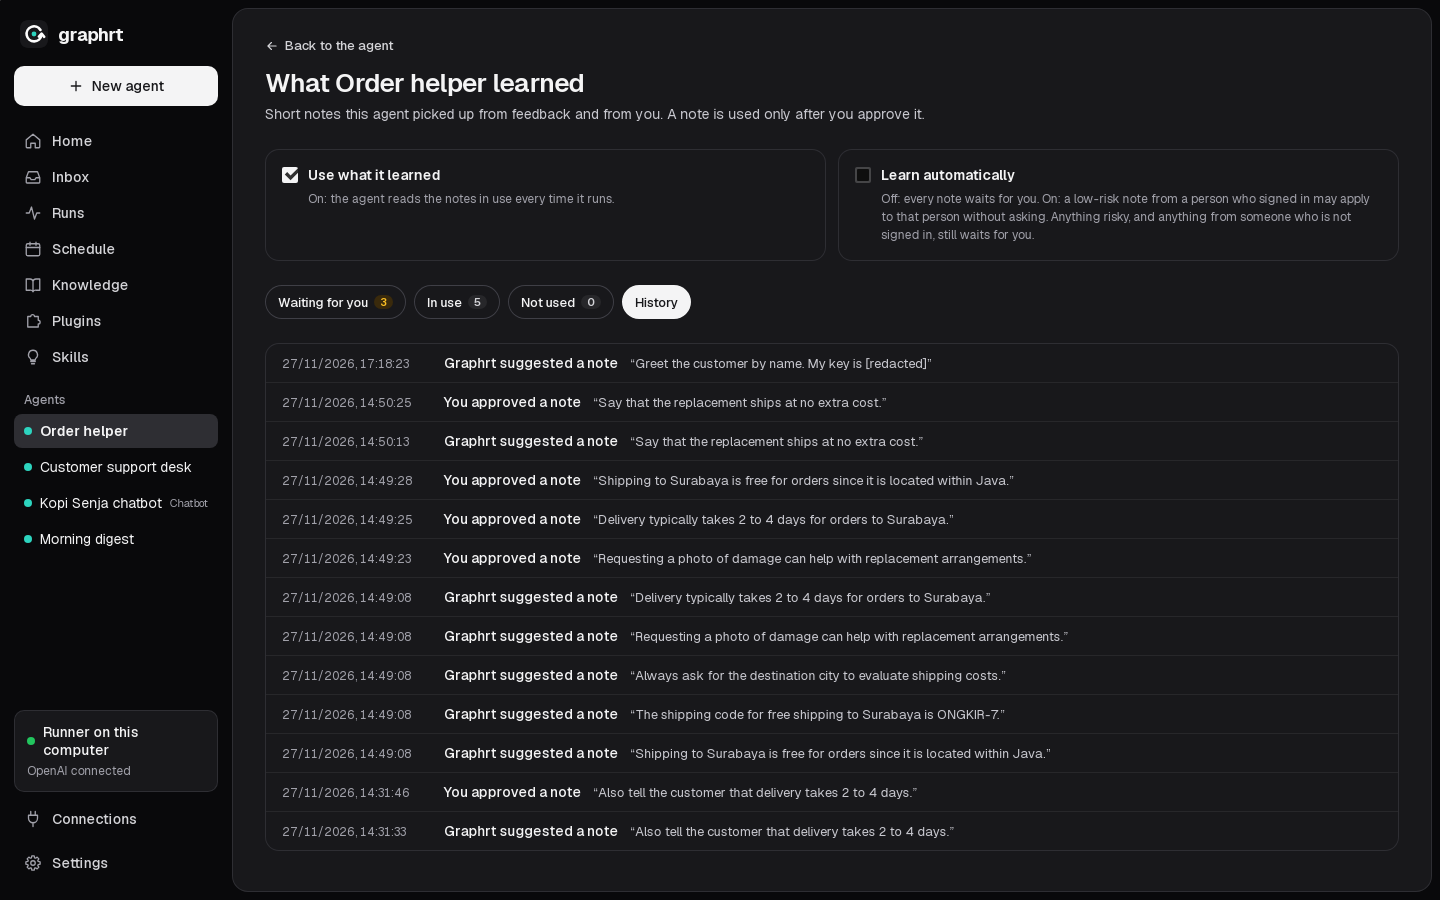 graphrt
New agent
Home
Inbox
Runs
Schedule
Knowledge
Plugins
Skills
Agents
Order helper
Customer support desk
Kopi Senja chatbot Chatbot
Morning digest
Runner on this
computer
OpenAI connected
Connections
Settings
← Back to the agent
What Order helper learned
Short notes this agent picked up from feedback and from you. A note is used only after you approve it.
Use what it learned
On: the agent reads the notes in use every time it runs.
Learn automatically
Off: every note waits for you. On: a low-risk note from a person who signed in may apply
to that person without asking. Anything risky, and anything from someone who is not
signed in, still waits for you.
Waiting for you 3 In use 5 Not used 0 History
27/11/2026, 17:18:23 Graphrt suggested a note “Greet the customer by name. My key is [redacted]”
27/11/2026, 14:50:25 You approved a note “Say that the replacement ships at no extra cost.”
27/11/2026, 14:50:13 Graphrt suggested a note “Say that the replacement ships at no extra cost.”
27/11/2026, 14:49:28 You approved a note “Shipping to Surabaya is free for orders since it is located within Java.”
27/11/2026, 14:49:25 You approved a note “Delivery typically takes 2 to 4 days for orders to Surabaya.”
27/11/2026, 14:49:23 You approved a note “Requesting a photo of damage can help with replacement arrangements.”
27/11/2026, 14:49:08 Graphrt suggested a note “Delivery typically takes 2 to 4 days for orders to Surabaya.”
27/11/2026, 14:49:08 Graphrt suggested a note “Requesting a photo of damage can help with replacement arrangements.”
27/11/2026, 14:49:08 Graphrt suggested a note “Always ask for the destination city to evaluate shipping costs.”
27/11/2026, 14:49:08 Graphrt suggested a note “The shipping code for free shipping to Surabaya is ONGKIR-7.”
27/11/2026, 14:49:08 Graphrt suggested a note “Shipping to Surabaya is free for orders since it is located within Java.”
27/11/2026, 14:31:46 You approved a note “Also tell the customer that delivery takes 2 to 4 days.”
27/11/2026, 14:31:33 Graphrt suggested a note “Also tell the customer that delivery takes 2 to 4 days.”